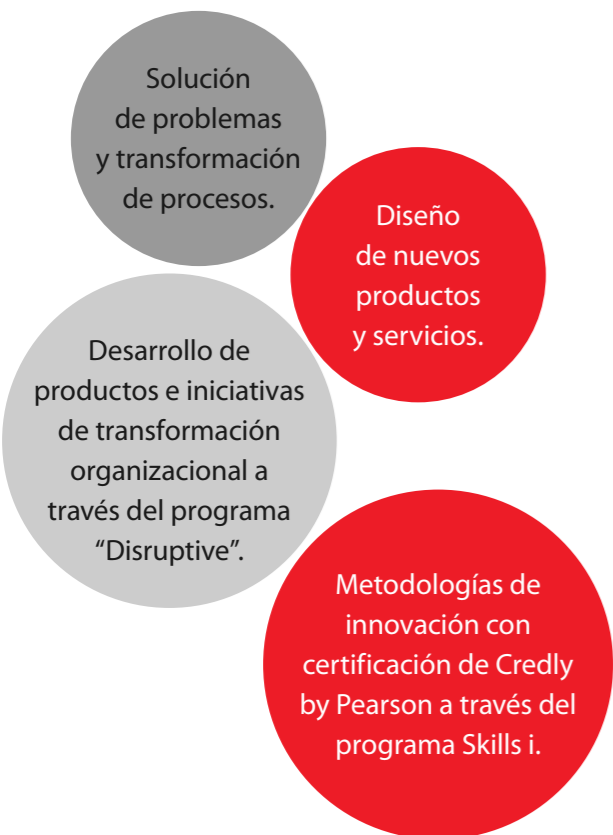 Solución
de problemas
y transformación
de procesos.
Diseño
de nuevos
productos
y servicios.
Desarrollo de
productos e iniciativas
de transformación
organizacional a
través del programa
“Disruptive”.
Metodologías de
innovación con
certificación de Credly
by Pearson a través del
programa Skills i.